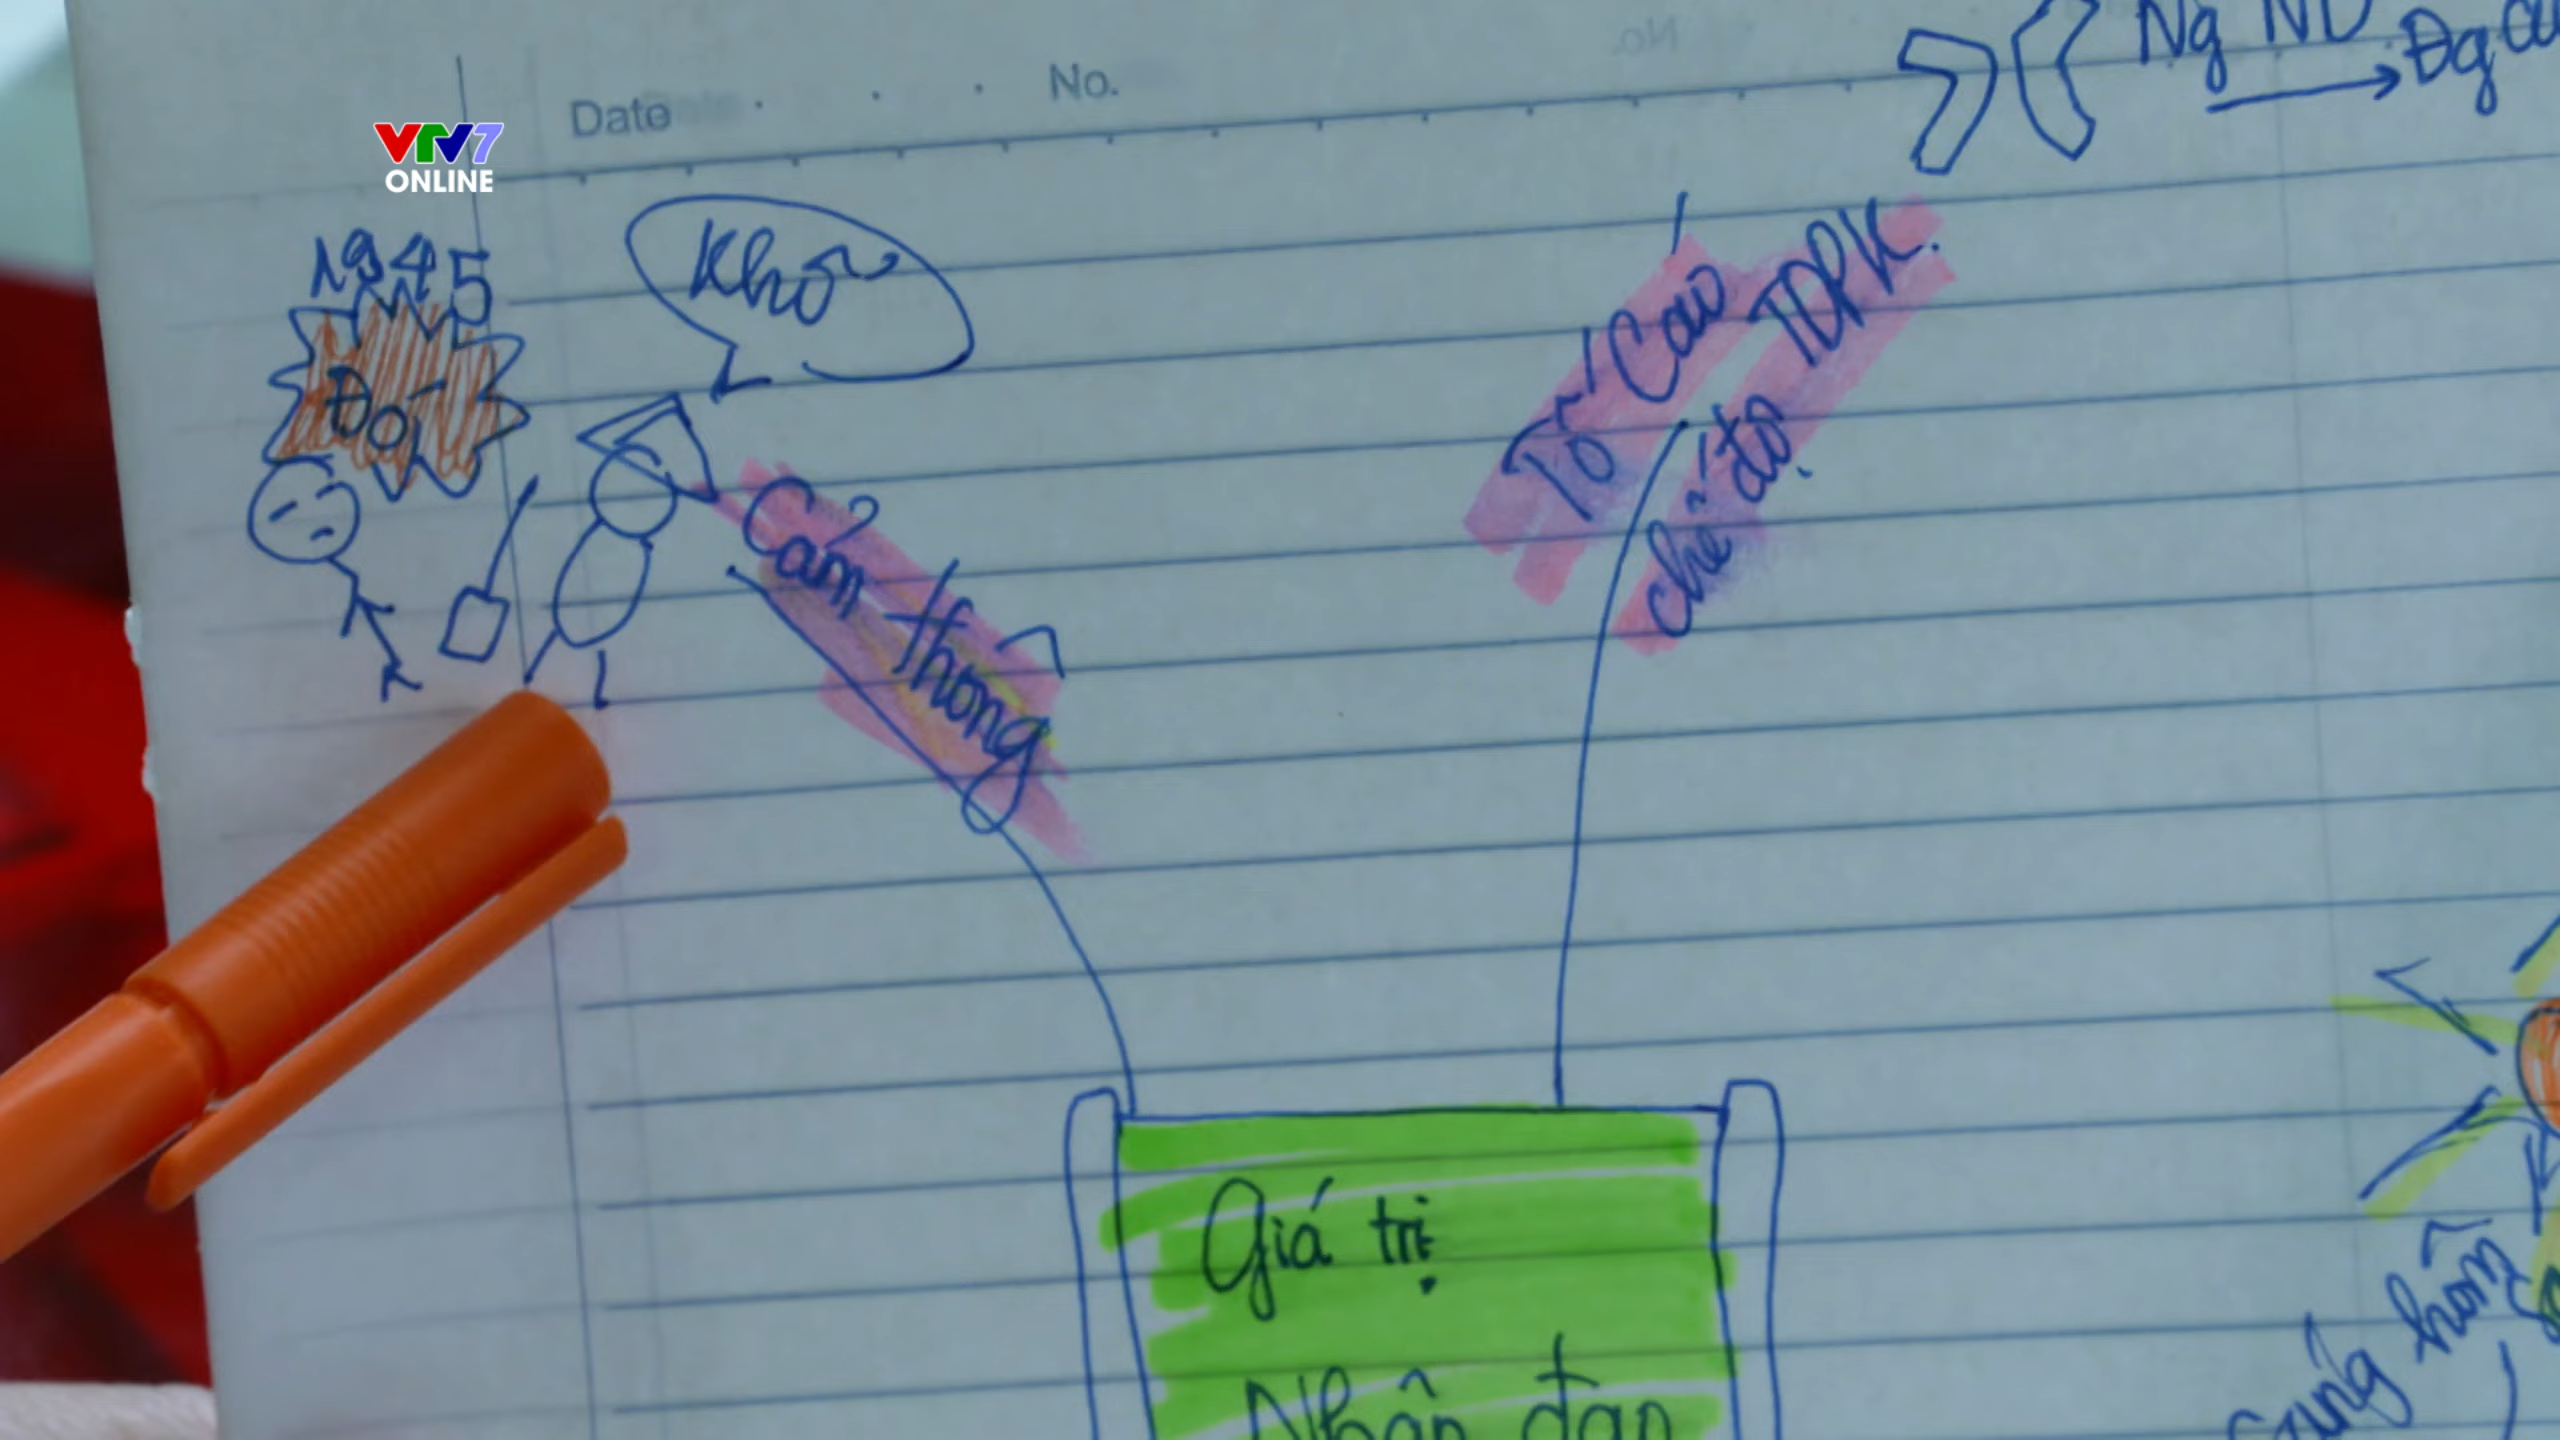 VTV7
ONLINE
Date
No.
Ng ND
Đg
1945
Đói
Khổ
Cảm thông
Tố cáo
chế độ TDPK.
Giá trị
Nhân đạo